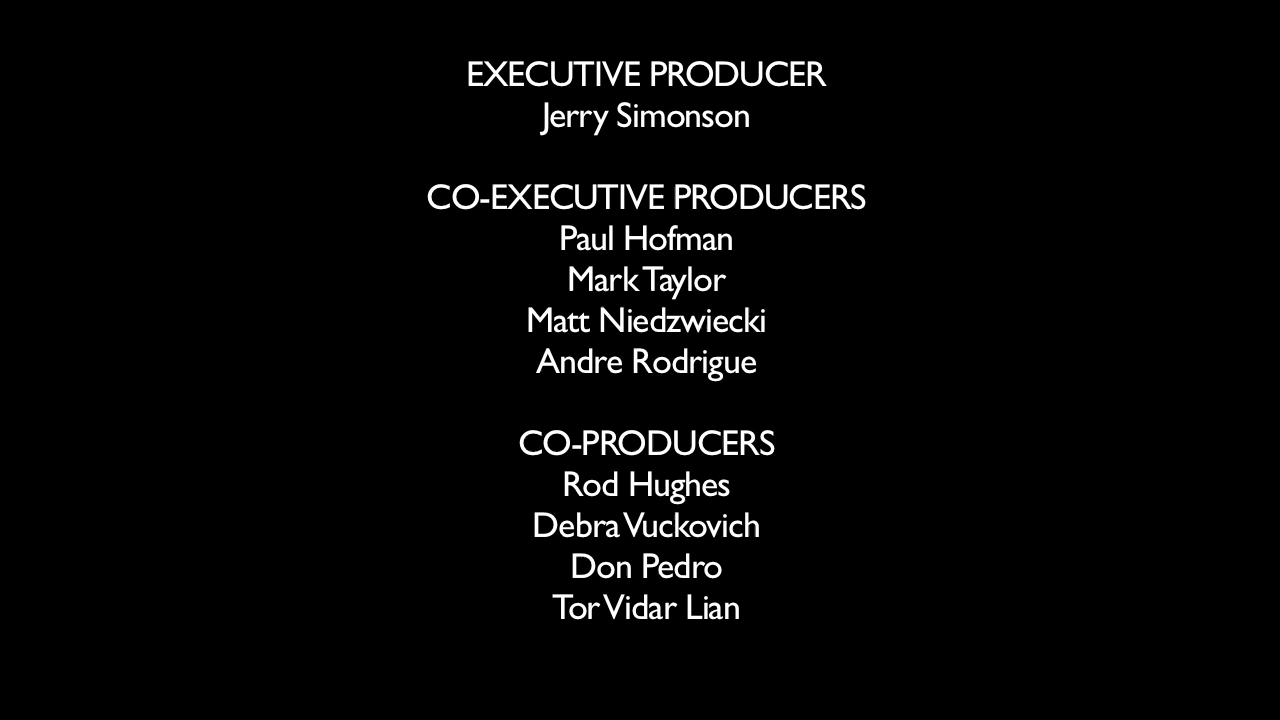 EXECUTIVE PRODUCER
Jerry Simonson
CO-EXECUTIVE PRODUCERS
Paul Hofman
Mark Taylor
Matt Niedzwiecki
Andre Rodrigue
CO-PRODUCERS
Rod Hughes
Debra Vuckovich
Don Pedro
Tor Vidar Lian